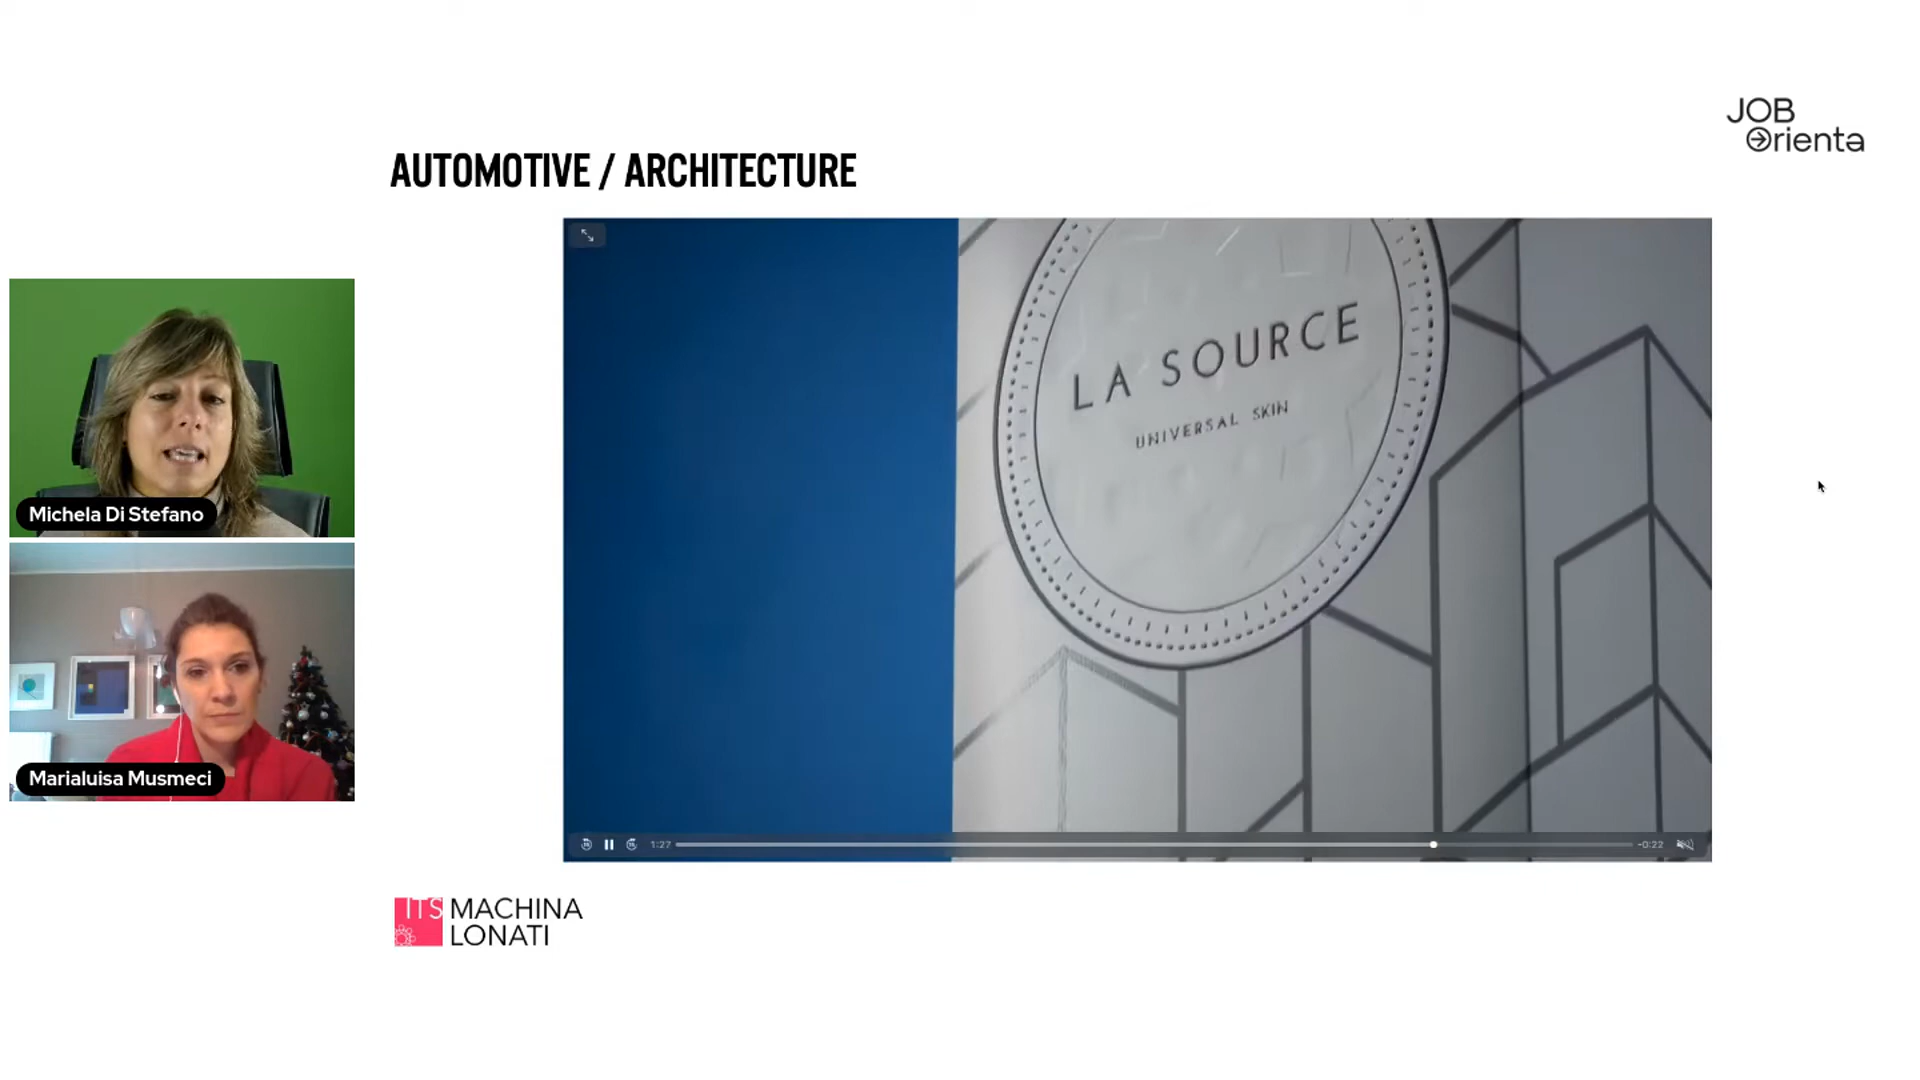 JOB
Orienta
AUTOMOTIVE / ARCHITECTURE
LA SOURCE
UNIVERSAL SKIN
Michela Di Stefano
Marialuisa Musmeci
1:27
-0:22
ITS MACHINA
LONATI